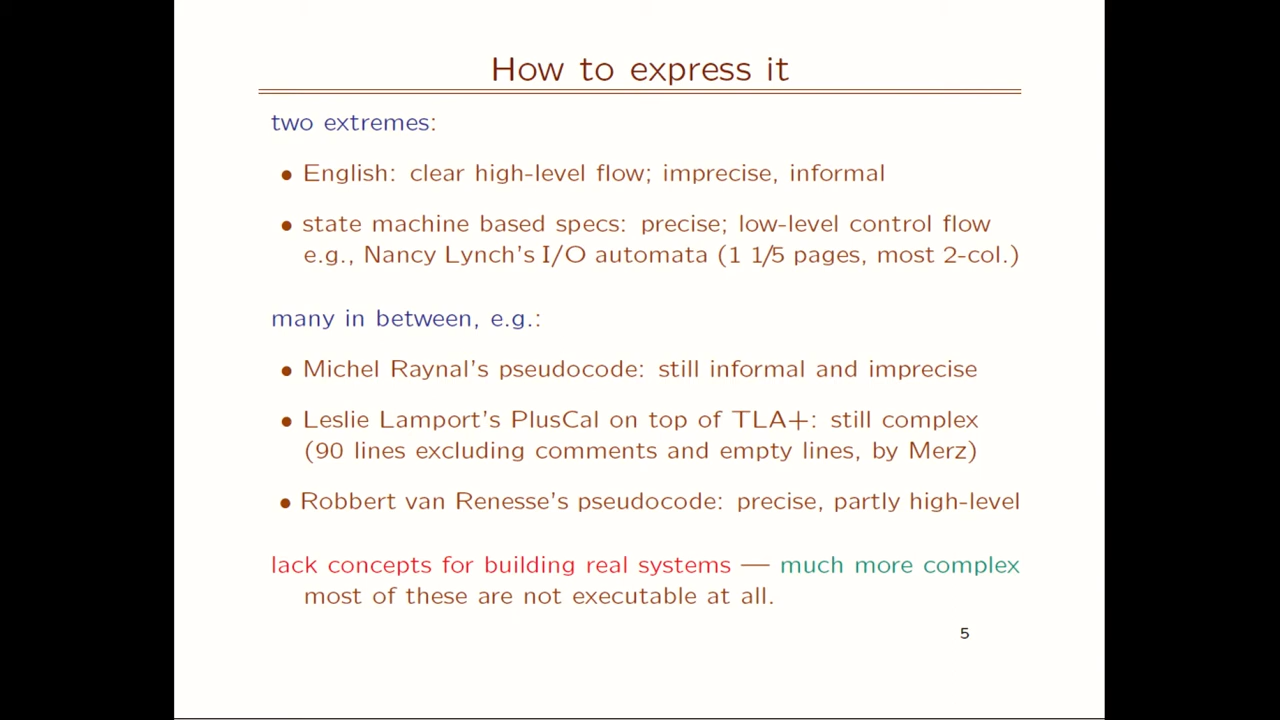 How to express it
two extremes:
• English: clear high-level flow; imprecise, informal
• state machine based specs: precise; low-level control flow
e.g., Nancy Lynch's I/O automata (1 1/5 pages, most 2-col.)
many in between, e.g.:
• Michel Raynal's pseudocode: still informal and imprecise
• Leslie Lamport's PlusCal on top of TLA+: still complex
(90 lines excluding comments and empty lines, by Merz)
• Robbert van Renesse's pseudocode: precise, partly high-level
lack concepts for building real systems — much more complex
most of these are not executable at all.
5